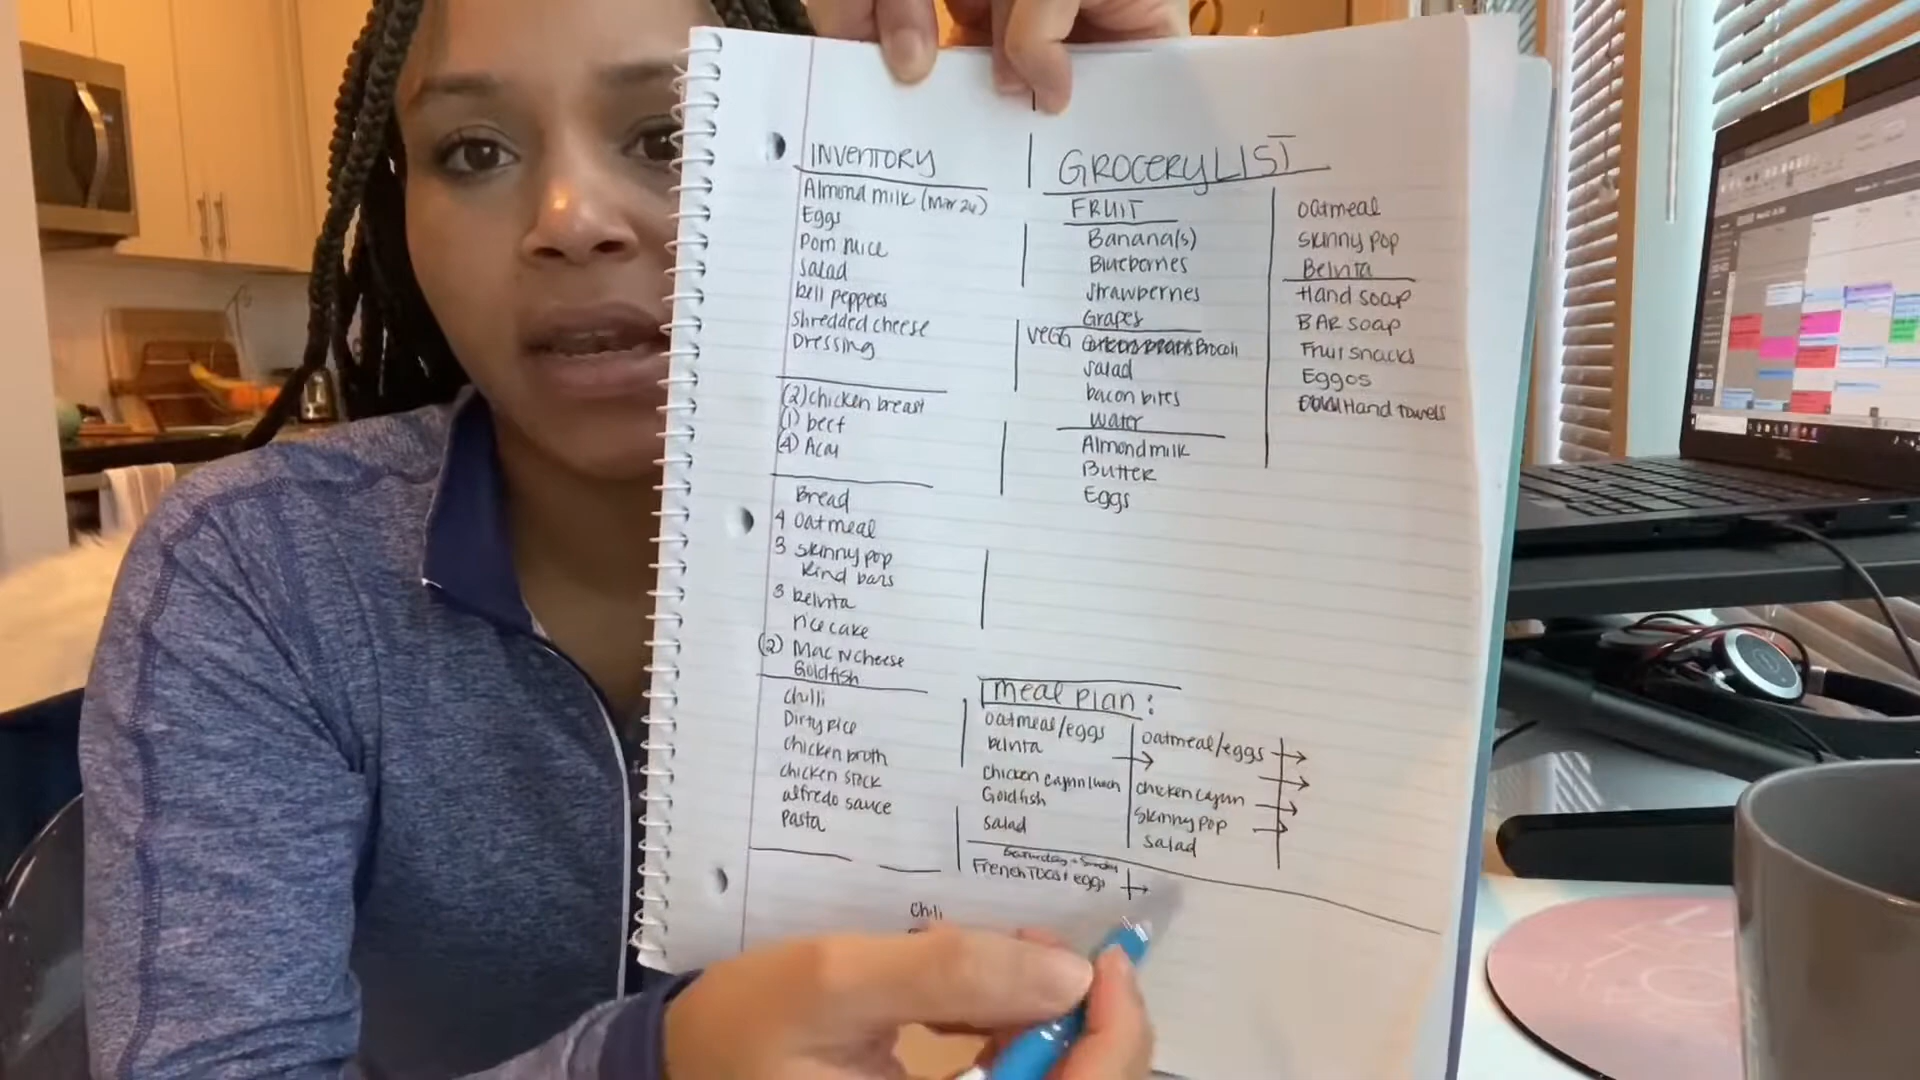 INVENTORY
Almond milk (Mar 24)
Eggs
Pom Juice
Salad
bell peppers
Shredded cheese
Dressing
(2) chicken breast
(1) beef
(4) Acai
Bread
4 Oatmeal
3 skinny pop
Kind bars
3 belvita
rice cake
(2) Mac N Cheese
Goldfish
Chilli
Dirty Rice
Chicken broth
Chicken stock
alfredo sauce
Pasta
Chili
GROCERY LIST
FRUIT
Banana(s)
Blueberries
Strawberries
Grapes
VEGG Brocoli
Salad
bacon bites
Water
Almond milk
Butter
Eggs
Oatmeal
Skinny pop
Belvita
Hand soap
BAR soap
Fruit snacks
Eggos
Hand towels
Meal plan:
Oatmeal/eggs
belvita
Chicken cajun lunch
Goldfish
Salad
Oatmeal/eggs
chicken cajun
Skinny pop
Salad
Saturday + Sunday
French Toast eggs